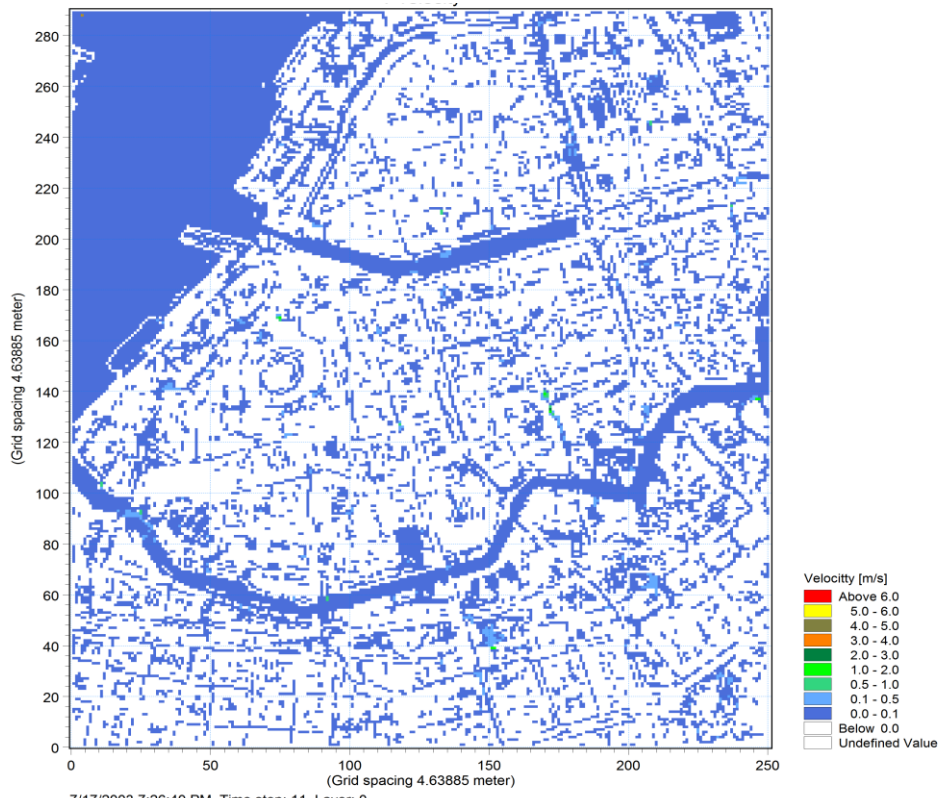 280
260
240
220
200
180
160
140
120
100
80
60
40
20
0
(Grid spacing 4.63885 meter)
0 50 100 150 200 250
(Grid spacing 4.63885 meter)
Velocitty [m/s]
Above 6.0
5.0 - 6.0
4.0 - 5.0
3.0 - 4.0
2.0 - 3.0
1.0 - 2.0
0.5 - 1.0
0.1 - 0.5
0.0 - 0.1
Below 0.0
Undefined Value